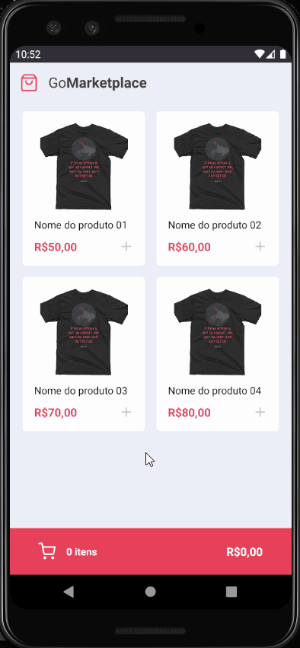 10:52
GoMarketplace
Nome do produto 01
Nome do produto 02
R$50,00 +
R$60,00 +
Nome do produto 03
Nome do produto 04
R$70,00 +
R$80,00 +
0 itens
R$0,00